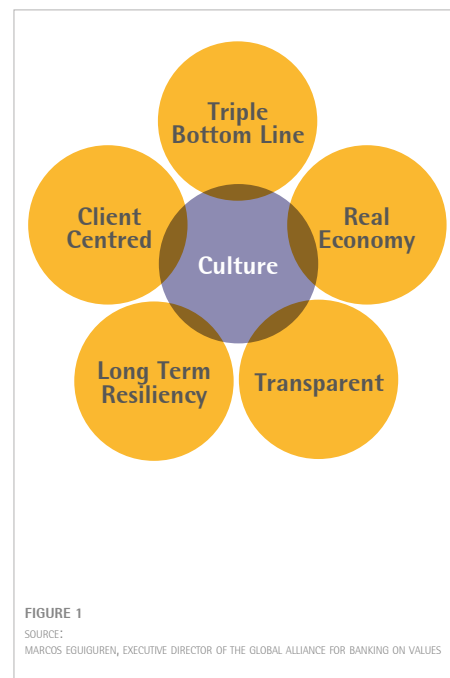 Triple
Bottom Line
Client
Centred
Real
Economy
Culture
Long Term
Resiliency
Transparent
FIGURE 1
SOURCE:
MARCOS EGUIGUREN, EXECUTIVE DIRECTOR OF THE GLOBAL ALLIANCE FOR BANKING ON VALUES